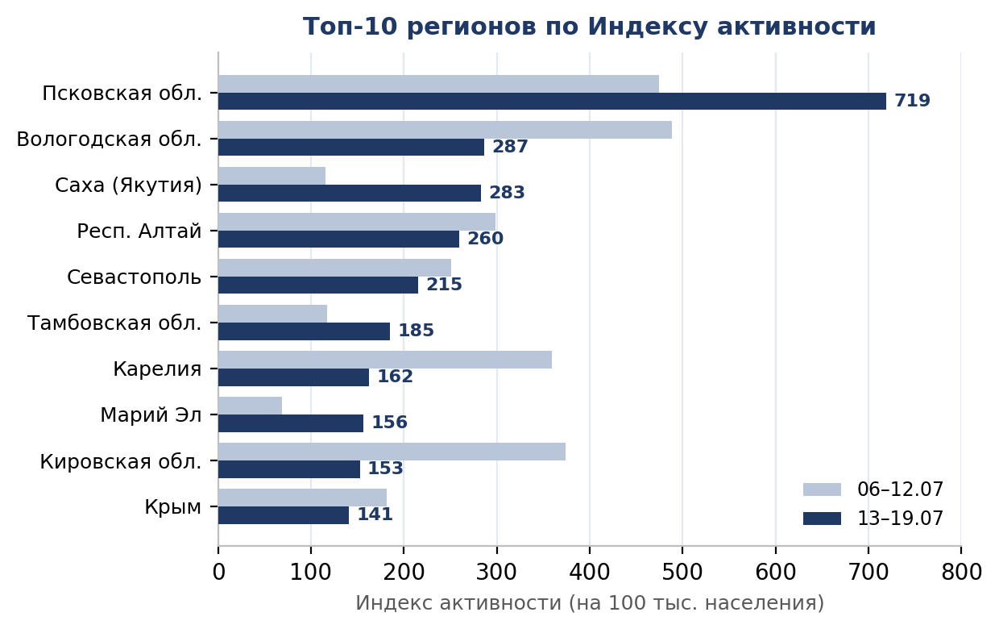 Топ-10 регионов по Индексу активности
Псковская обл.
719
Вологодская обл.
287
Саха (Якутия)
283
Респ. Алтай
260
Севастополь
215
Тамбовская обл.
185
Карелия
162
Марий Эл
156
Кировская обл.
153
Крым
141
06–12.07
13–19.07
0 100 200 300 400 500 600 700 800
Индекс активности (на 100 тыс. населения)